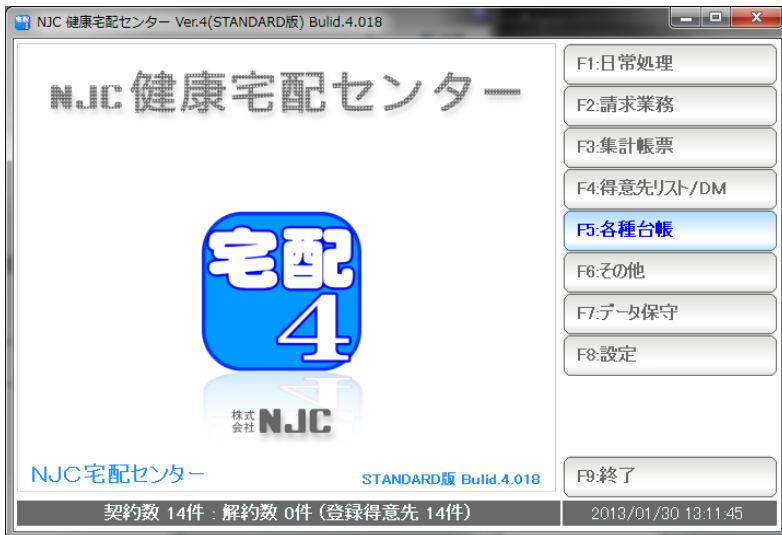 NJC 健康宅配センター Ver.4(STANDARD版) Bulid.4.018
NJC健康宅配センター
宅配
4
株式会社 NJC
NJC宅配センター
STANDARD版 Bulid.4.018
契約数 14件 : 解約数 0件 (登録得意先 14件)
F1:日常処理
F2:請求業務
F3:集計帳票
F4:得意先リスト/DM
F5:各種台帳
F6:その他
F7:データ保守
F8:設定
F9:終了
2013/01/30 13:11:45